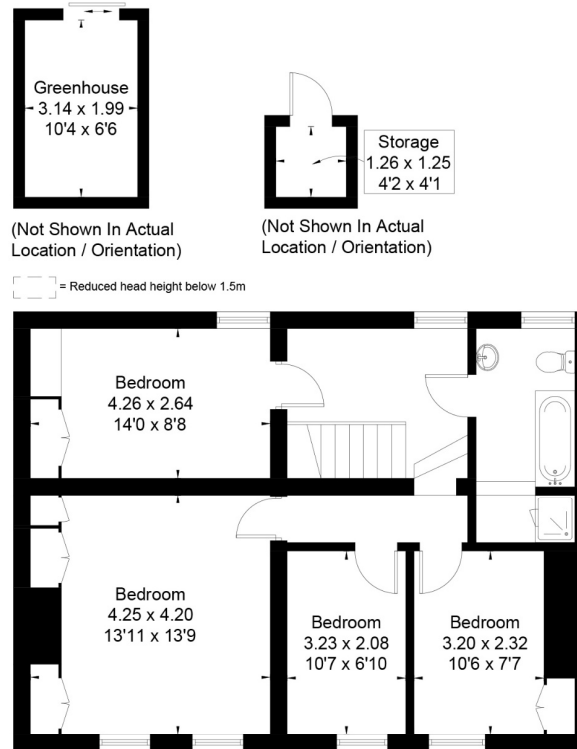 Greenhouse
3.14 x 1.99
10'4 x 6'6
(Not Shown In Actual
Location / Orientation)
Storage
1.26 x 1.25
4'2 x 4'1
(Not Shown In Actual
Location / Orientation)
= Reduced head height below 1.5m
Bedroom
4.26 x 2.64
14'0 x 8'8
Bedroom
4.25 x 4.20
13'11 x 13'9
Bedroom
3.23 x 2.08
10'7 x 6'10
Bedroom
3.20 x 2.32
10'6 x 7'7